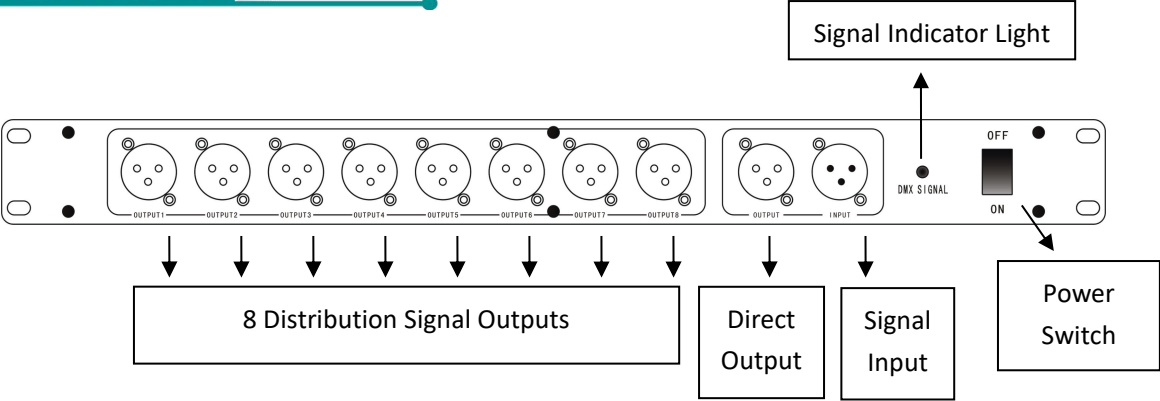 Signal Indicator Light
OFF
DMX SIGNAL
ON
OUTPUT1 OUTPUT2 OUTPUT3 OUTPUT4 OUTPUT5 OUTPUT6 OUTPUT7 OUTPUT8 OUTPUT INPUT
8 Distribution Signal Outputs
Direct
Output
Signal
Input
Power
Switch